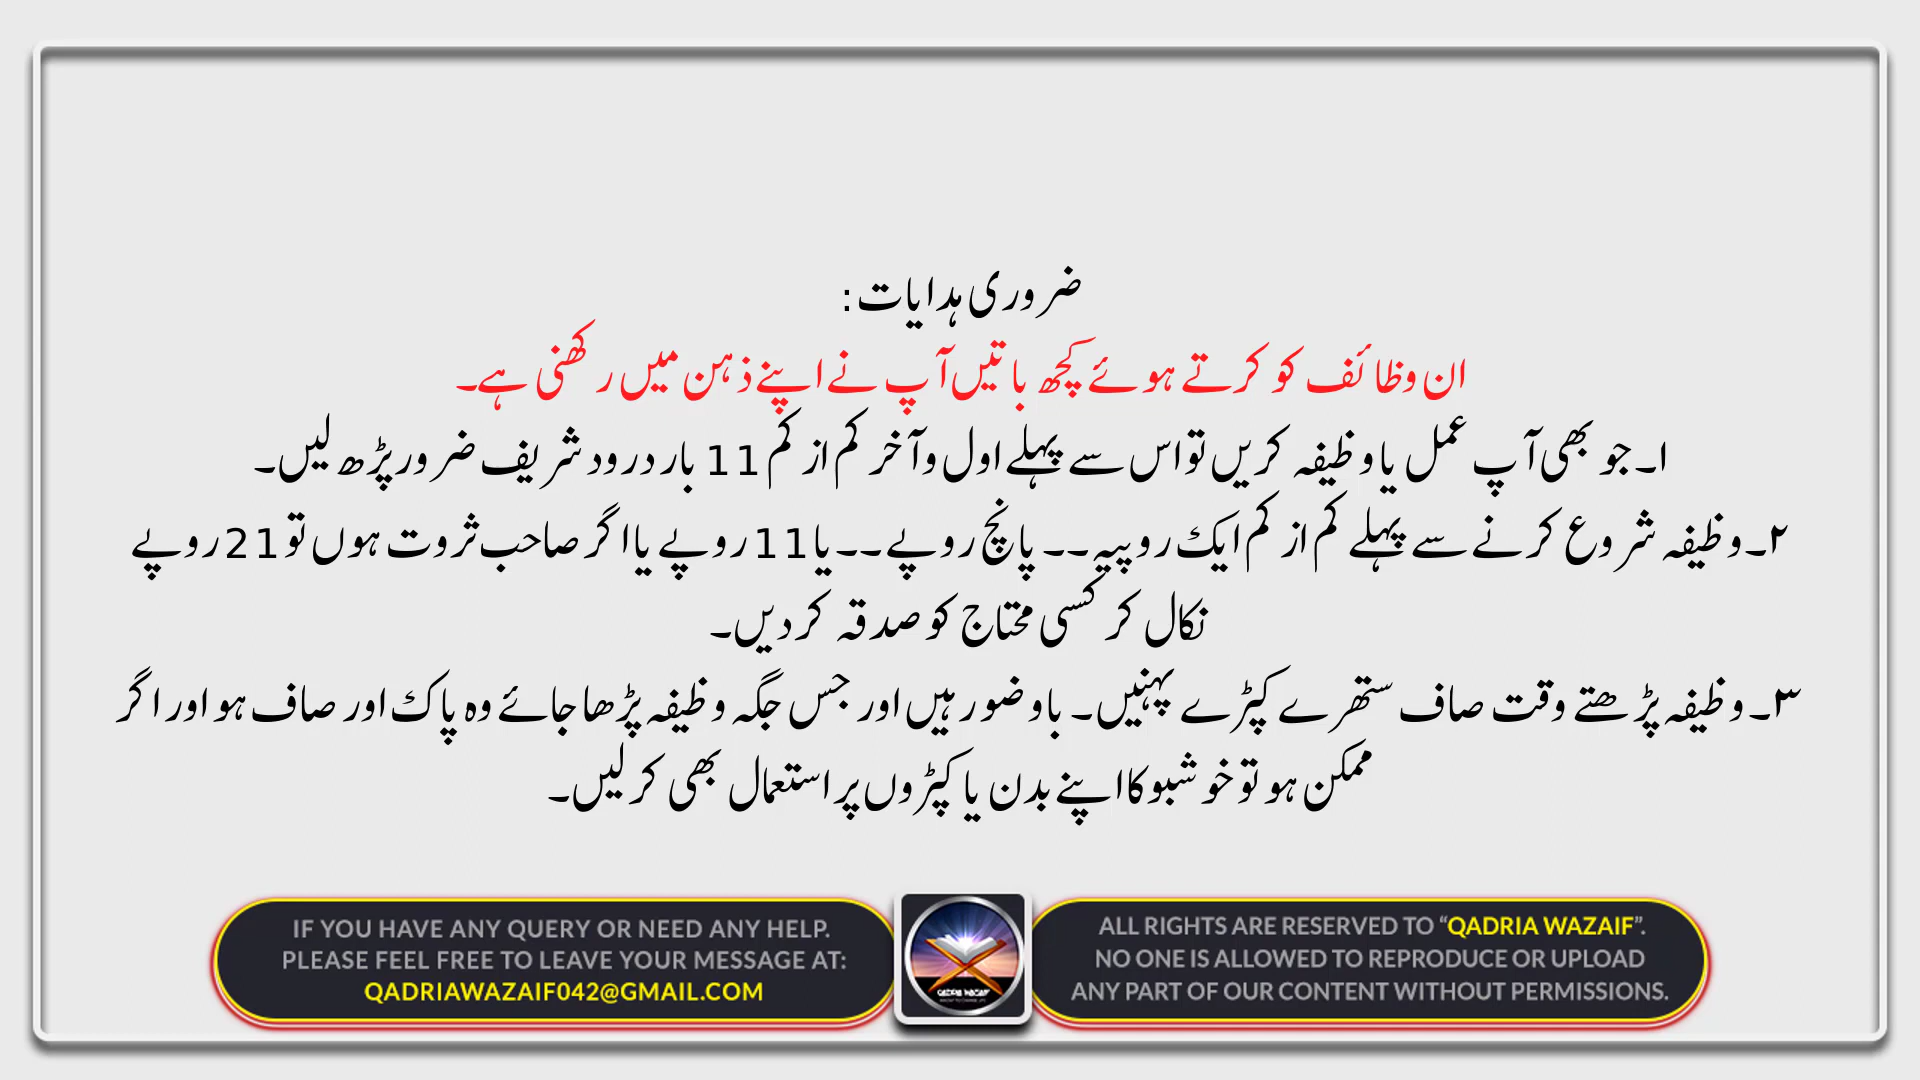 ضروری ہدایات:
ان وظائف کو کرتے ہوئے کچھ باتیں آپ نے اپنے ذہن میں رکھنی ہے۔
۱۔جو بھی آپ عمل یا وظیفہ کریں تو اس سے پہلے اول و آخر کم از کم 11 بار درود شریف ضرور پڑھ لیں۔
۲۔وظیفہ شروع کرنے سے پہلے کم از کم ایک روپیہ۔۔ پانچ روپے۔۔یا 11 روپے یا اگر صاحب ثروت ہوں تو 21 روپے
نکال کر کسی محتاج کو صدقہ کر دیں۔
۳۔وظیفہ پڑھتے وقت صاف ستھرے کپڑے پہنیں۔ باوضو رہیں اور جس جگہ وظیفہ پڑھا جائے وہ پاک اور صاف ہو اور اگر
ممکن ہو تو خوشبو کا اپنے بدن یا کپڑوں پر استعمال بھی کر لیں۔
IF YOU HAVE ANY QUERY OR NEED ANY HELP.
PLEASE FEEL FREE TO LEAVE YOUR MESSAGE AT:
QADRIAWAZAIF042@GMAIL.COM
QADRIA WAZAIF
ALL RIGHTS ARE RESERVED TO “QADRIA WAZAIF”.
NO ONE IS ALLOWED TO REPRODUCE OR UPLOAD
ANY PART OF OUR CONTENT WITHOUT PERMISSIONS.